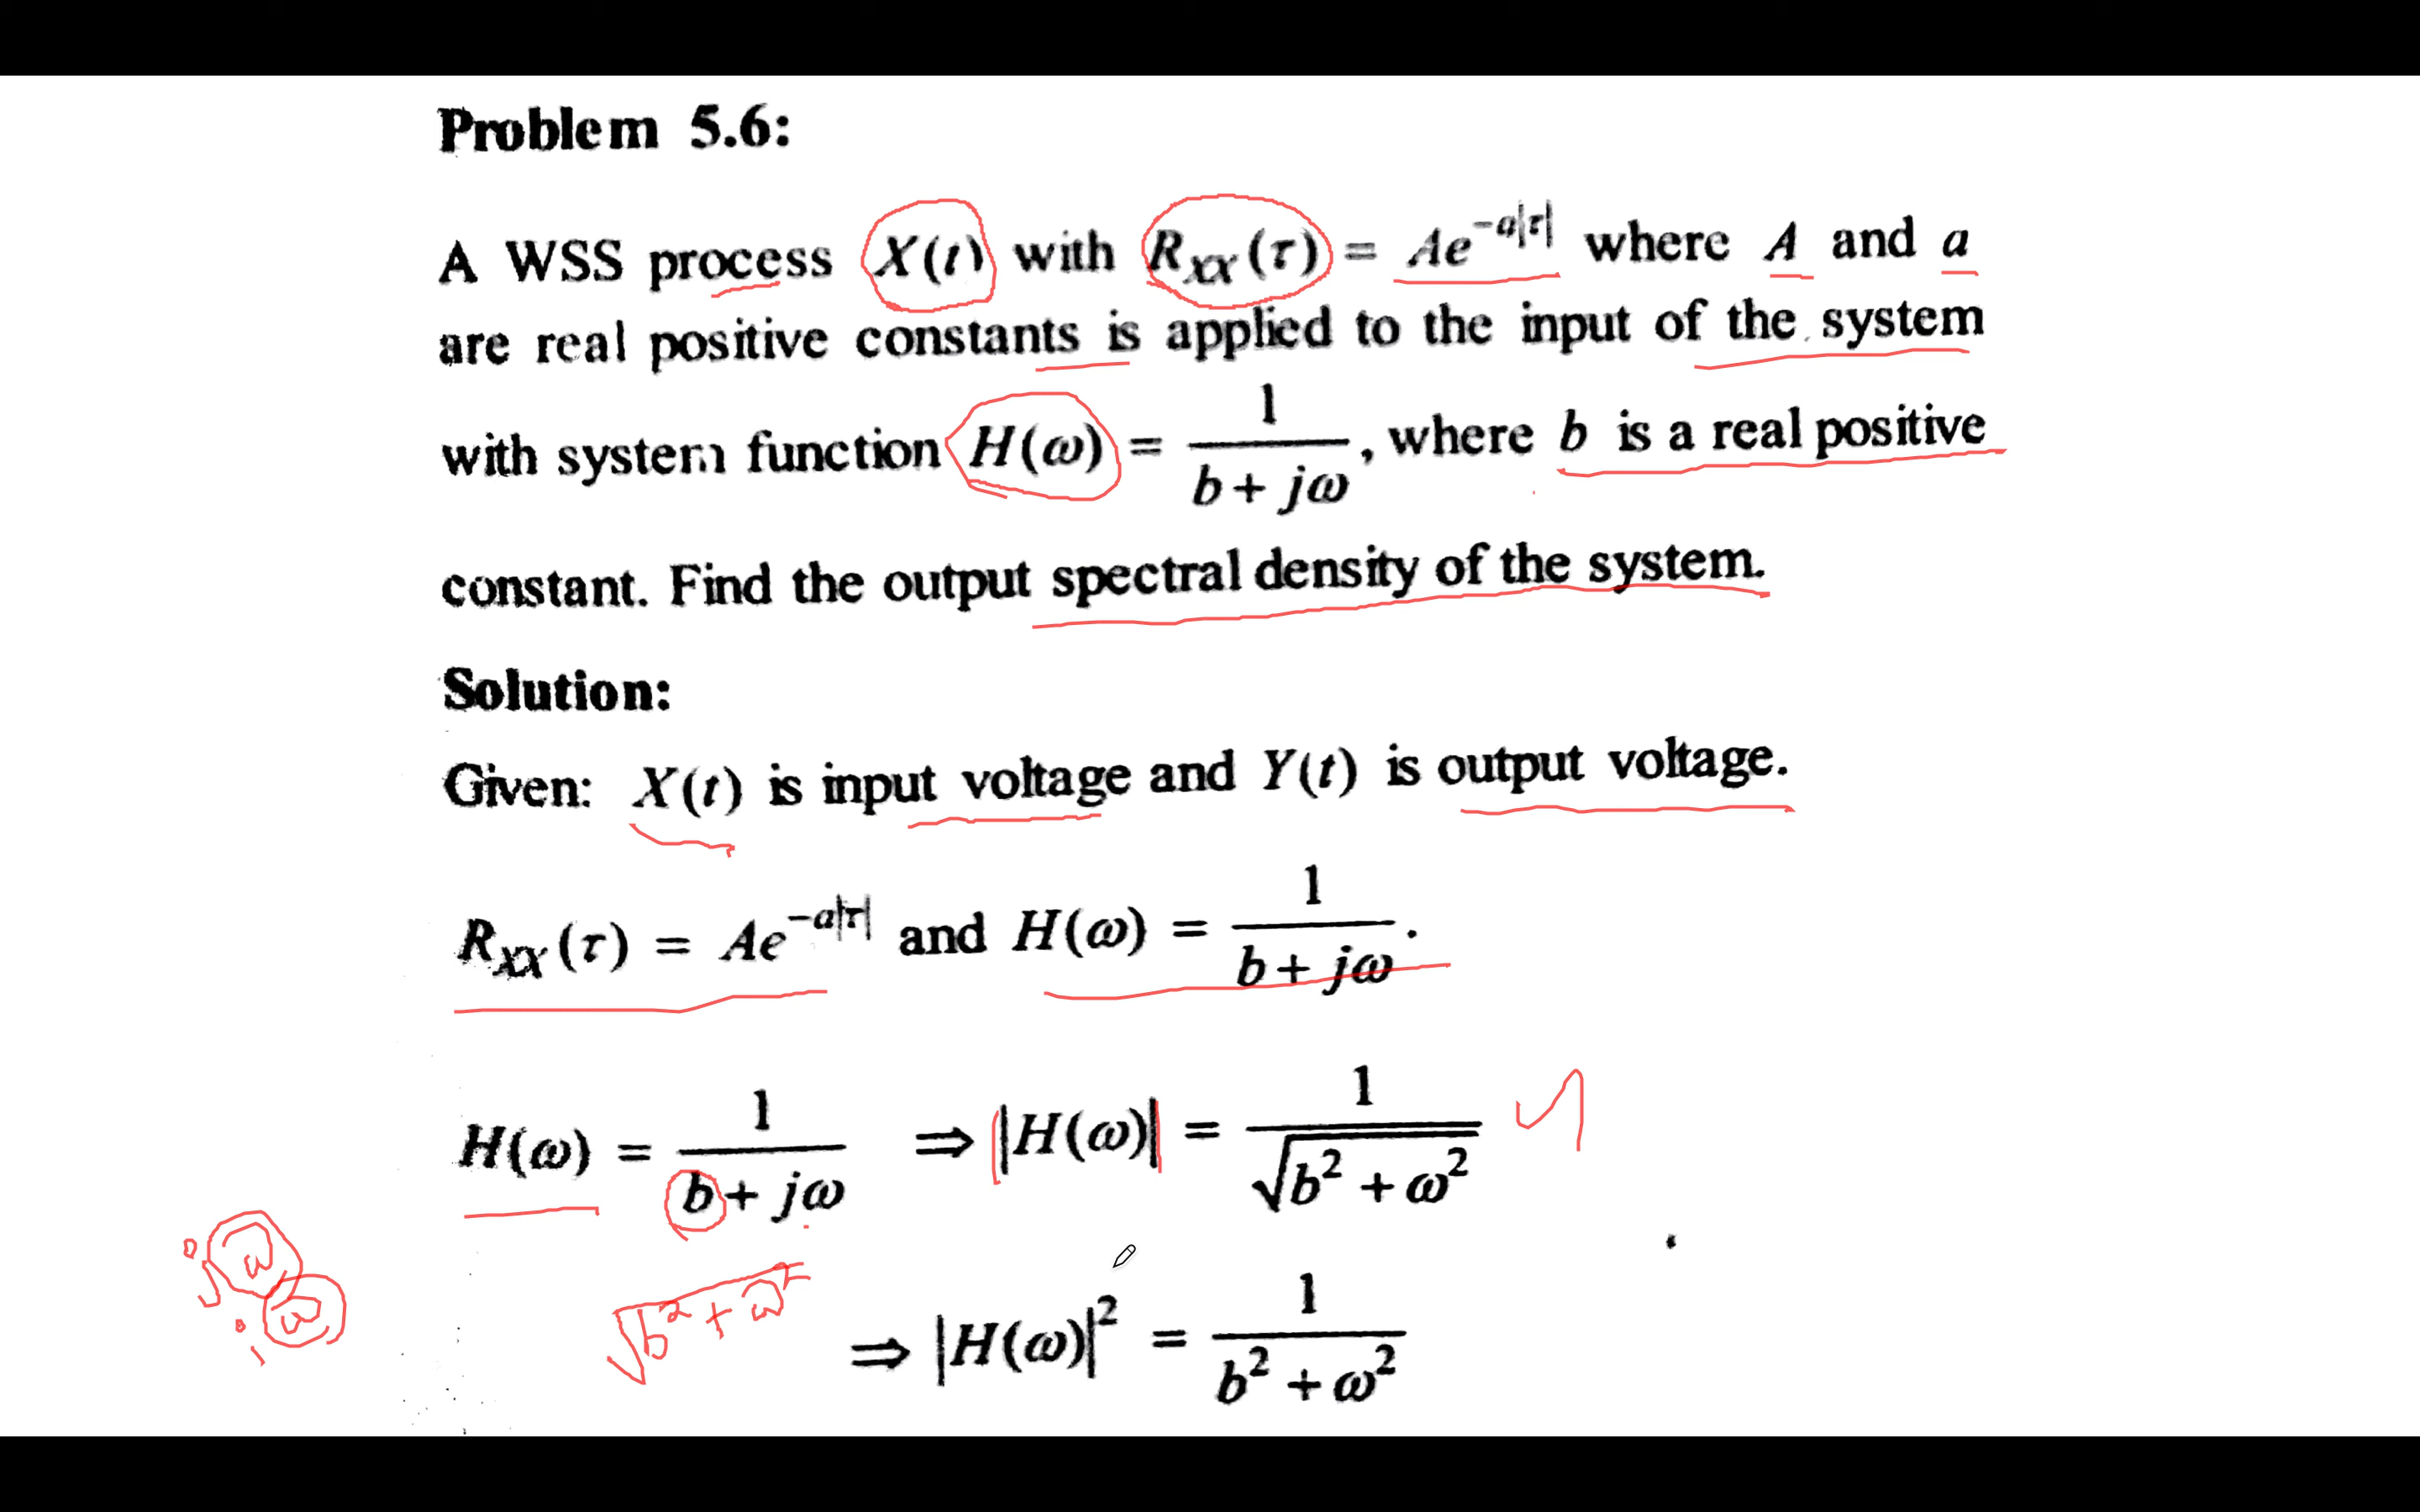 Problem 5.6:
A WSS process X(t) with R_XX(τ) = Ae^{-a|τ|} where A and a
are real positive constants is applied to the input of the system
with system function H(ω) = 1/(b + jω), where b is a real positive
constant. Find the output spectral density of the system.
Solution:
Given: X(t) is input voltage and Y(t) is output voltage.
R_XX(τ) = Ae^{-a|τ|} and H(ω) = 1/(b + jω).
H(ω) = 1/(b + jω) ⇒ |H(ω)| = 1/√(b² + ω²)
√(b² + ω²)
⇒ |H(ω)|² = 1/(b² + ω²)